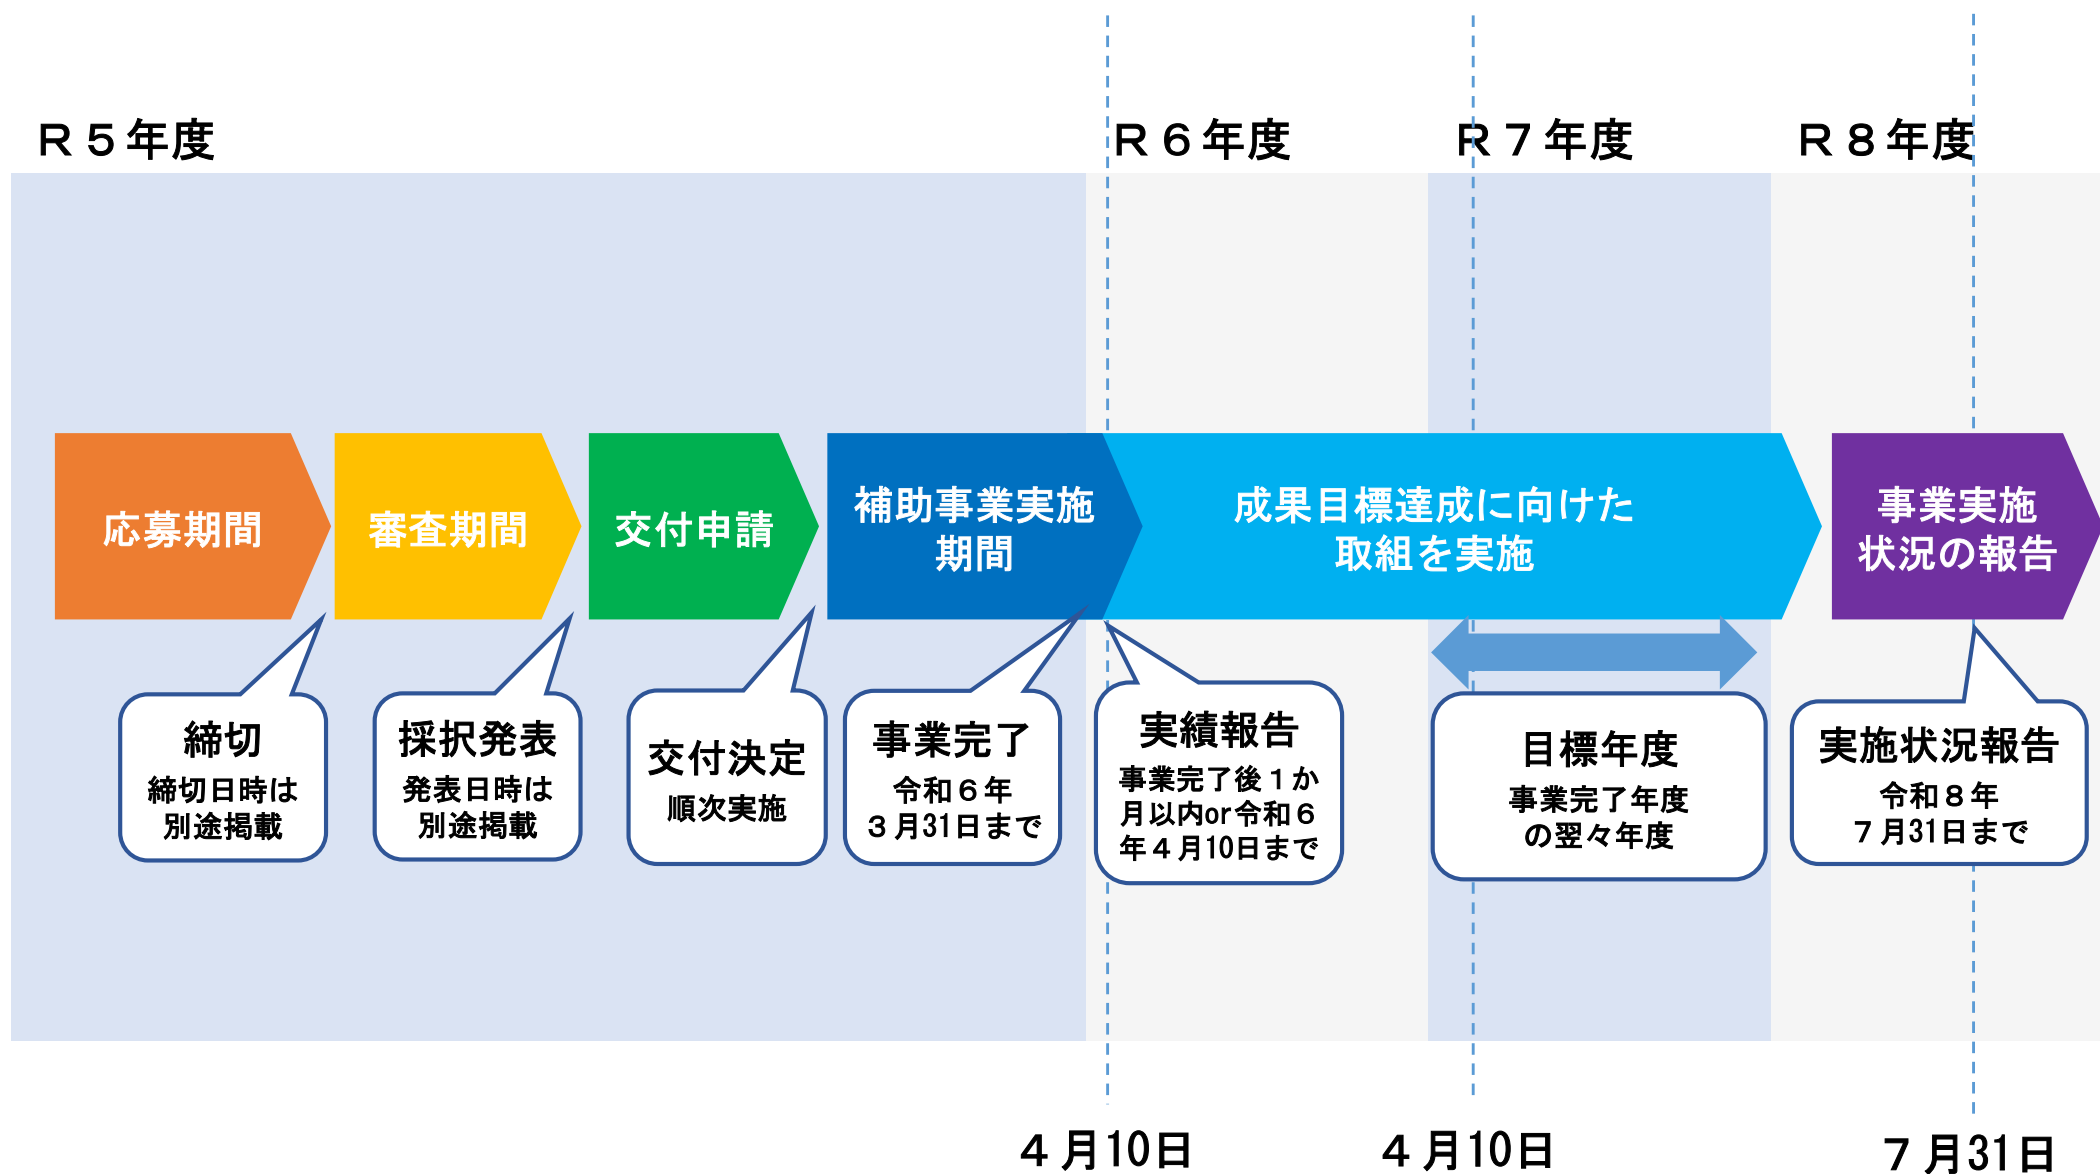 Ｒ５年度
Ｒ６年度
Ｒ７年度
Ｒ８年度
応募期間
審査期間
交付申請
補助事業実施
期間
成果目標達成に向けた
取組を実施
事業実施
状況の報告
締切
締切日時は
別途掲載
採択発表
発表日時は
別途掲載
交付決定
順次実施
事業完了
令和６年
３月31日まで
実績報告
事業完了後１か
月以内or令和６
年４月10日まで
目標年度
事業完了年度
の翌々年度
実施状況報告
令和８年
７月31日まで
４月10日
４月10日
７月31日